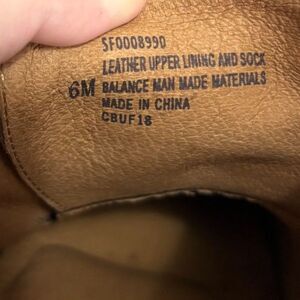 SF0008990
LEATHER UPPER LINING AND SOCK
6M BALANCE MAN MADE MATERIALS
MADE IN CHINA
CBUF18